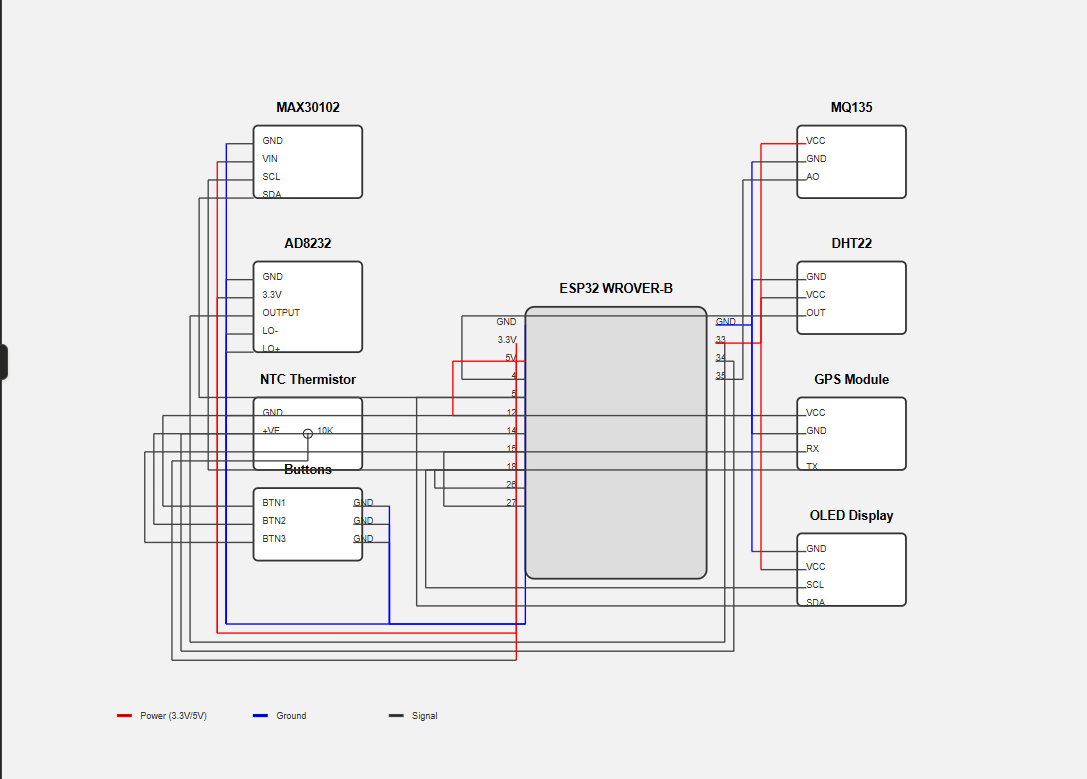 MAX30102
GND
VIN
SCL
SDA
AD8232
GND
3.3V
OUTPUT
LO-
LO+
NTC Thermistor
GND
+VE
10K
Buttons
BTN1 GND
BTN2 GND
BTN3 GND
ESP32 WROVER-B
GND GND
3.3V 33
5V 34
4 35
5
12
14
15
18
26
27
MQ135
VCC
GND
AO
DHT22
GND
VCC
OUT
GPS Module
VCC
GND
RX
TX
OLED Display
GND
VCC
SCL
SDA
Power (3.3V/5V) Ground Signal